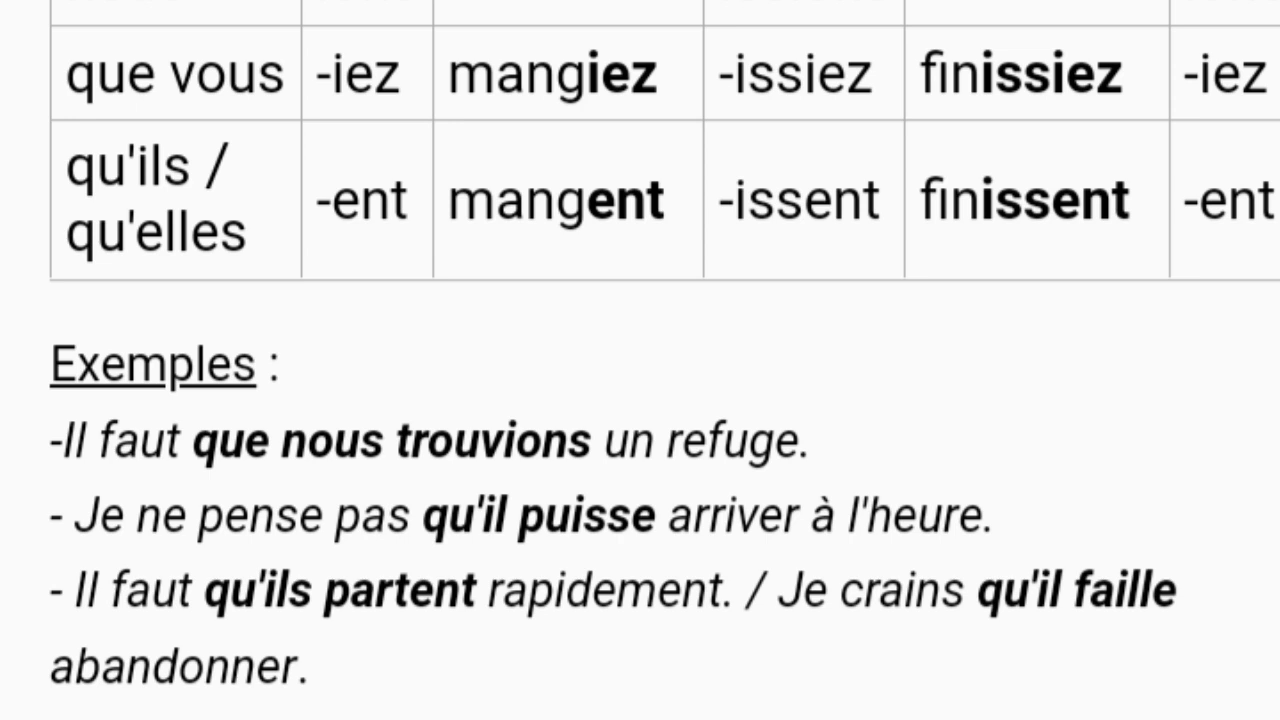 que vous -iez mangiez -issiez finissiez -iez
qu'ils /
qu'elles -ent mangent -issent finissent -ent
Exemples :
-Il faut que nous trouvions un refuge.
- Je ne pense pas qu'il puisse arriver à l'heure.
- Il faut qu'ils partent rapidement. / Je crains qu'il faille
abandonner.